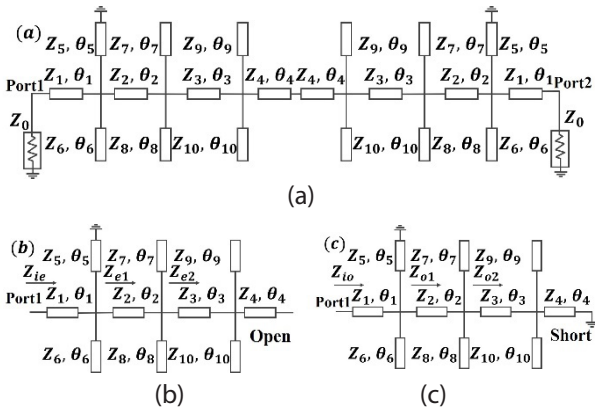 (a)
Z₅, θ₅ Z₇, θ₇ Z₉, θ₉ Z₉, θ₉ Z₇, θ₇ Z₅, θ₅
Port1 Z₁, θ₁ Z₂, θ₂ Z₃, θ₃ Z₄, θ₄ Z₄, θ₄ Z₃, θ₃ Z₂, θ₂ Z₁, θ₁ Port2
Z₀ Z₆, θ₆ Z₈, θ₈ Z₁₀, θ₁₀ Z₁₀, θ₁₀ Z₈, θ₈ Z₆, θ₆ Z₀
(a)
(b)
Z₅, θ₅ Z₇, θ₇ Z₉, θ₉
Zᵢₑ Zₑ₁ Zₑ₂
Port1 Z₁, θ₁ Z₂, θ₂ Z₃, θ₃ Z₄, θ₄
Open
Z₆, θ₆ Z₈, θ₈ Z₁₀, θ₁₀
(b)
(c)
Z₅, θ₅ Z₇, θ₇ Z₉, θ₉
Zᵢₒ Zₒ₁ Zₒ₂
Port1 Z₁, θ₁ Z₂, θ₂ Z₃, θ₃ Z₄, θ₄
Short
Z₆, θ₆ Z₈, θ₈ Z₁₀, θ₁₀
(c)